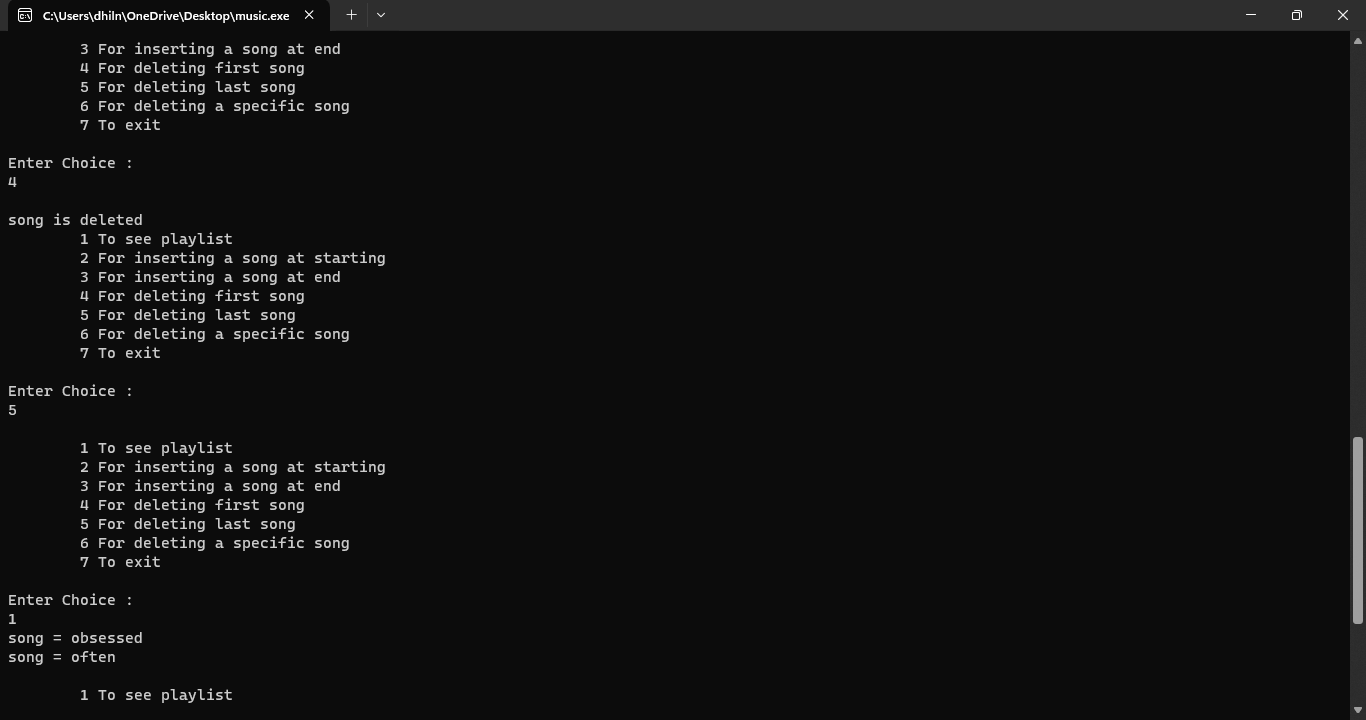 C:\Users\dhiln\OneDrive\Desktop\music.exe
3 For inserting a song at end
4 For deleting first song
5 For deleting last song
6 For deleting a specific song
7 To exit
Enter Choice :
4
song is deleted
1 To see playlist
2 For inserting a song at starting
3 For inserting a song at end
4 For deleting first song
5 For deleting last song
6 For deleting a specific song
7 To exit
Enter Choice :
5
1 To see playlist
2 For inserting a song at starting
3 For inserting a song at end
4 For deleting first song
5 For deleting last song
6 For deleting a specific song
7 To exit
Enter Choice :
1
song = obsessed
song = often
1 To see playlist